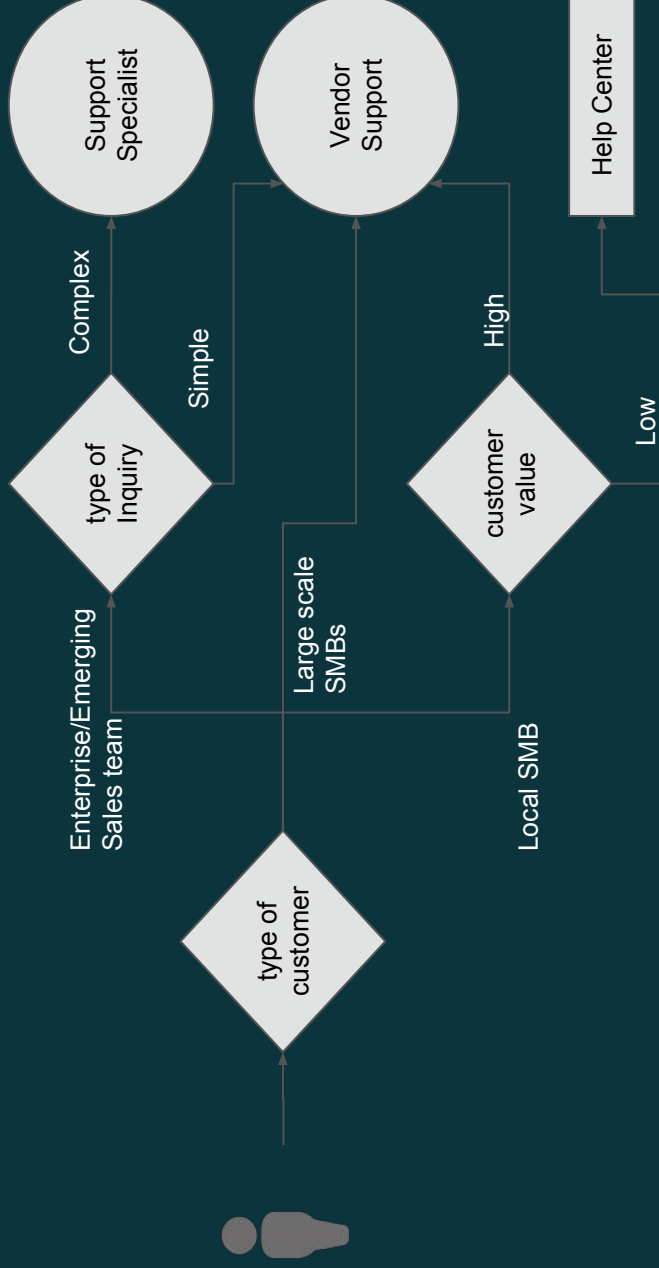 Enterprise/Emerging
Sales team
type of
Inquiry
Complex
Support
Specialist
Simple
type of
customer
Large scale
SMBs
Vendor
Support
Local SMB
customer
value
High
Low
Help Center